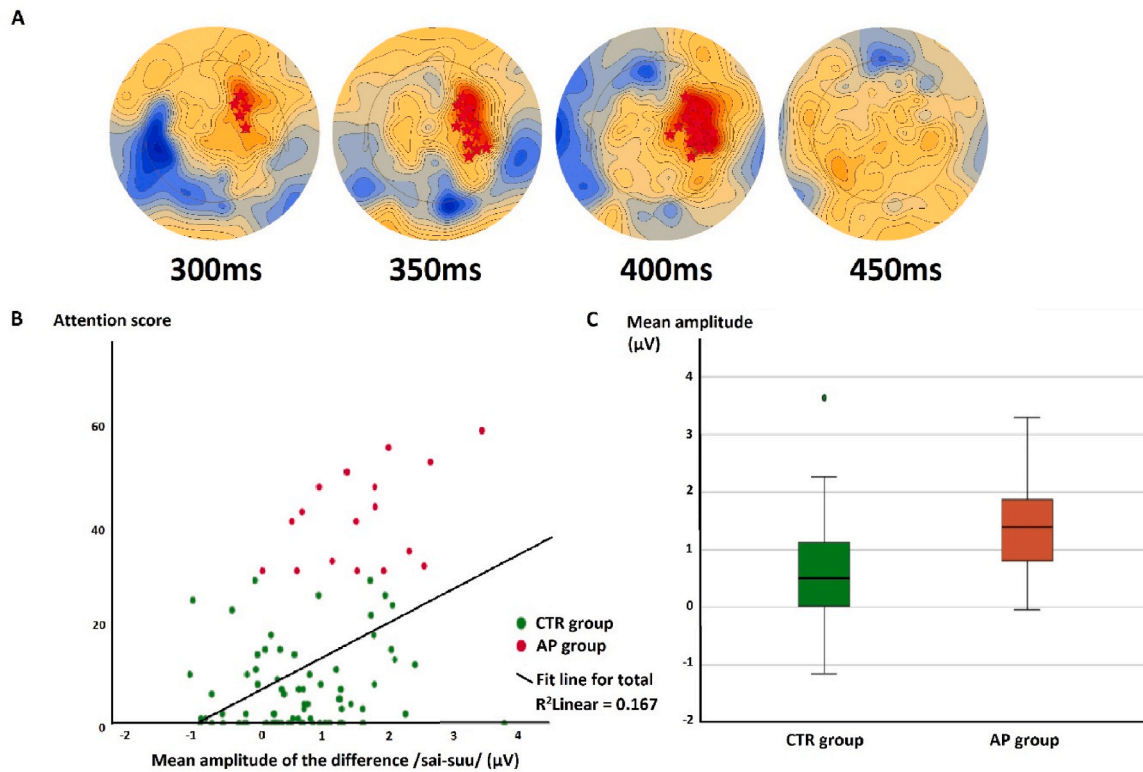 A
300ms
350ms
400ms
450ms
B Attention score
60
40
20
0
-2 -1 0 1 2 3 4
CTR group
AP group
Fit line for total
R²Linear = 0.167
Mean amplitude of the difference /sai-suu/ (µV)
C Mean amplitude
(µV)
4
3
2
1
0
-1
-2
CTR group AP group